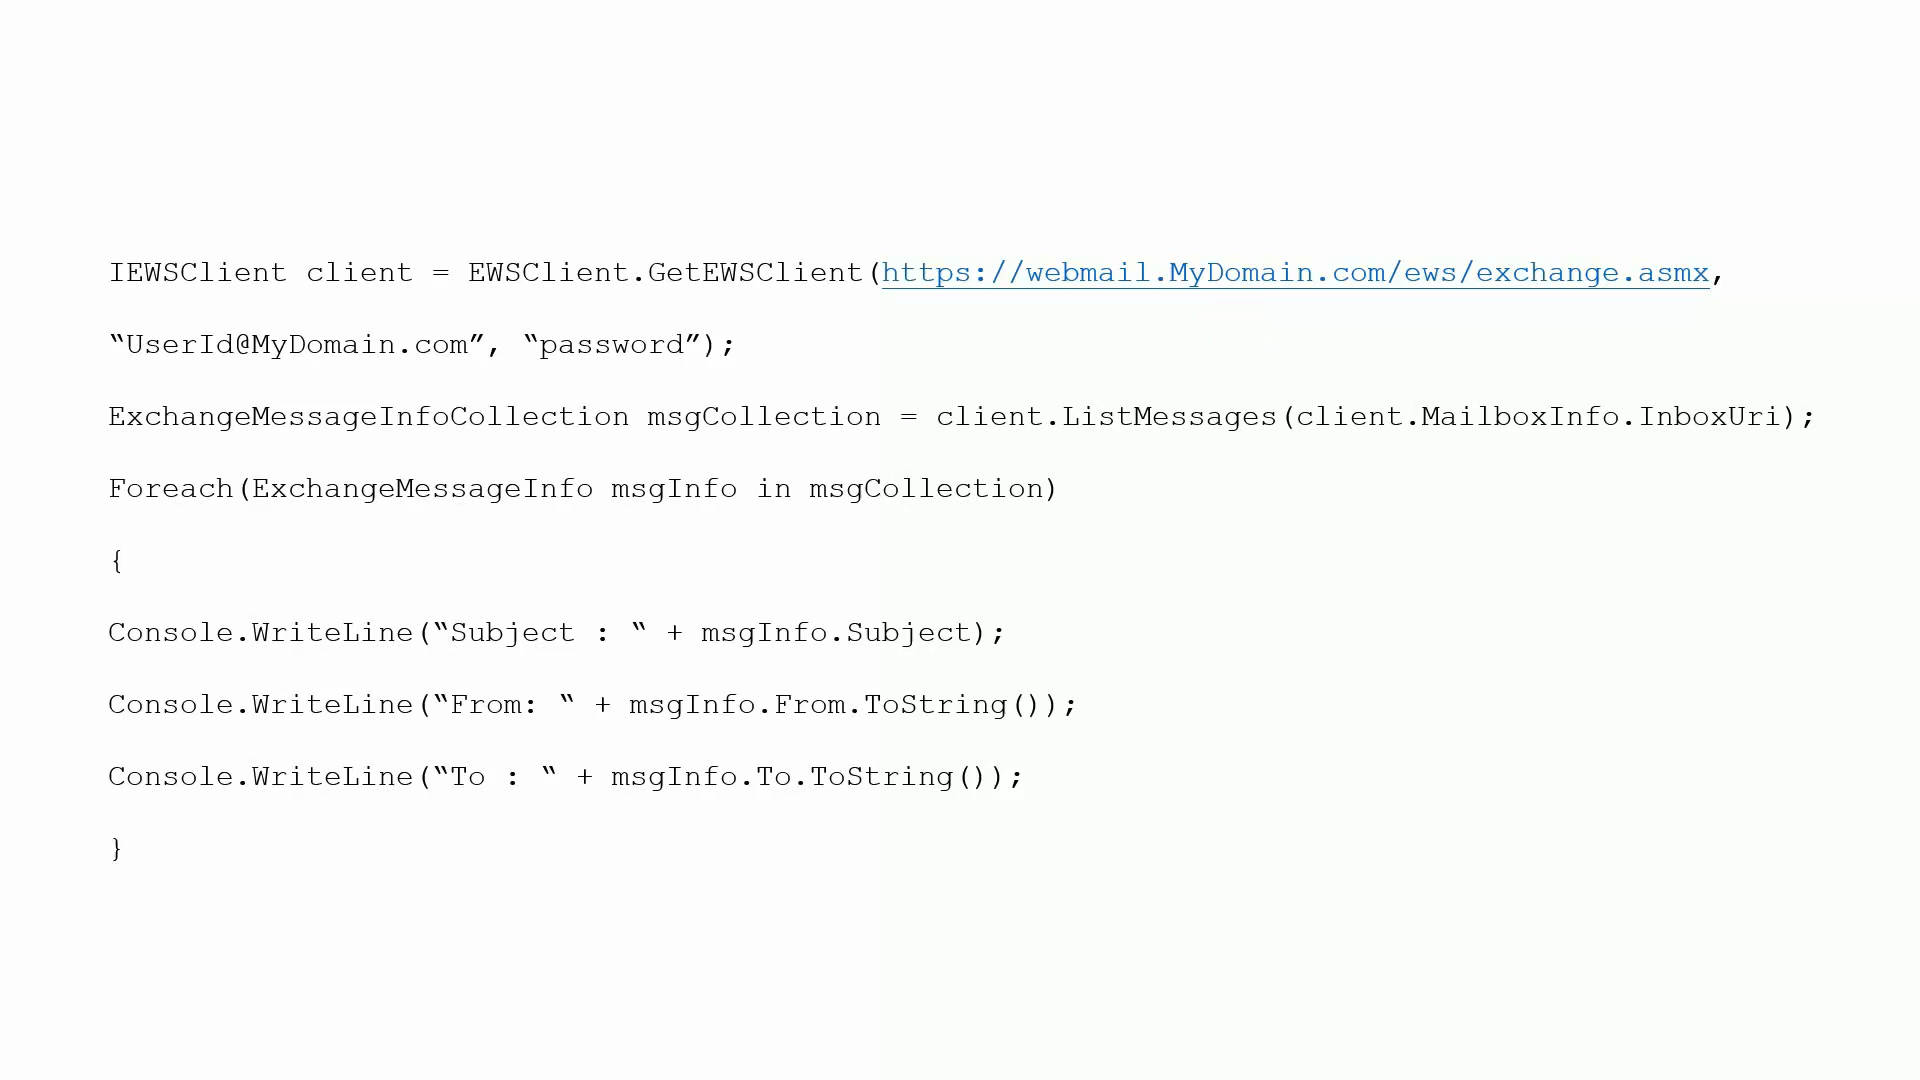 IEWSClient client = EWSClient.GetEWSClient(https://webmail.MyDomain.com/ews/exchange.asmx,
“UserId@MyDomain.com”, “password”);
ExchangeMessageInfoCollection msgCollection = client.ListMessages(client.MailboxInfo.InboxUri);
Foreach(ExchangeMessageInfo msgInfo in msgCollection)
{
Console.WriteLine(“Subject : “ + msgInfo.Subject);
Console.WriteLine(“From: “ + msgInfo.From.ToString());
Console.WriteLine(“To : “ + msgInfo.To.ToString());
}